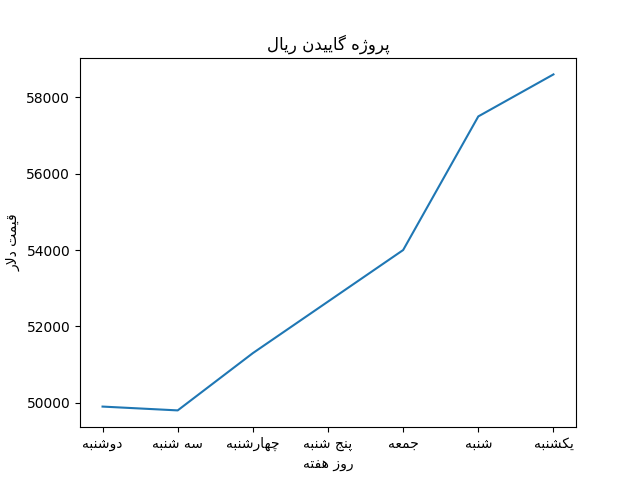 پروژه گاییدن ریال
قیمت دلار
58000
56000
54000
52000
50000
دوشنبه
سه شنبه
چهارشنبه
پنج شنبه
جمعه
شنبه
یکشنبه
روز هفته